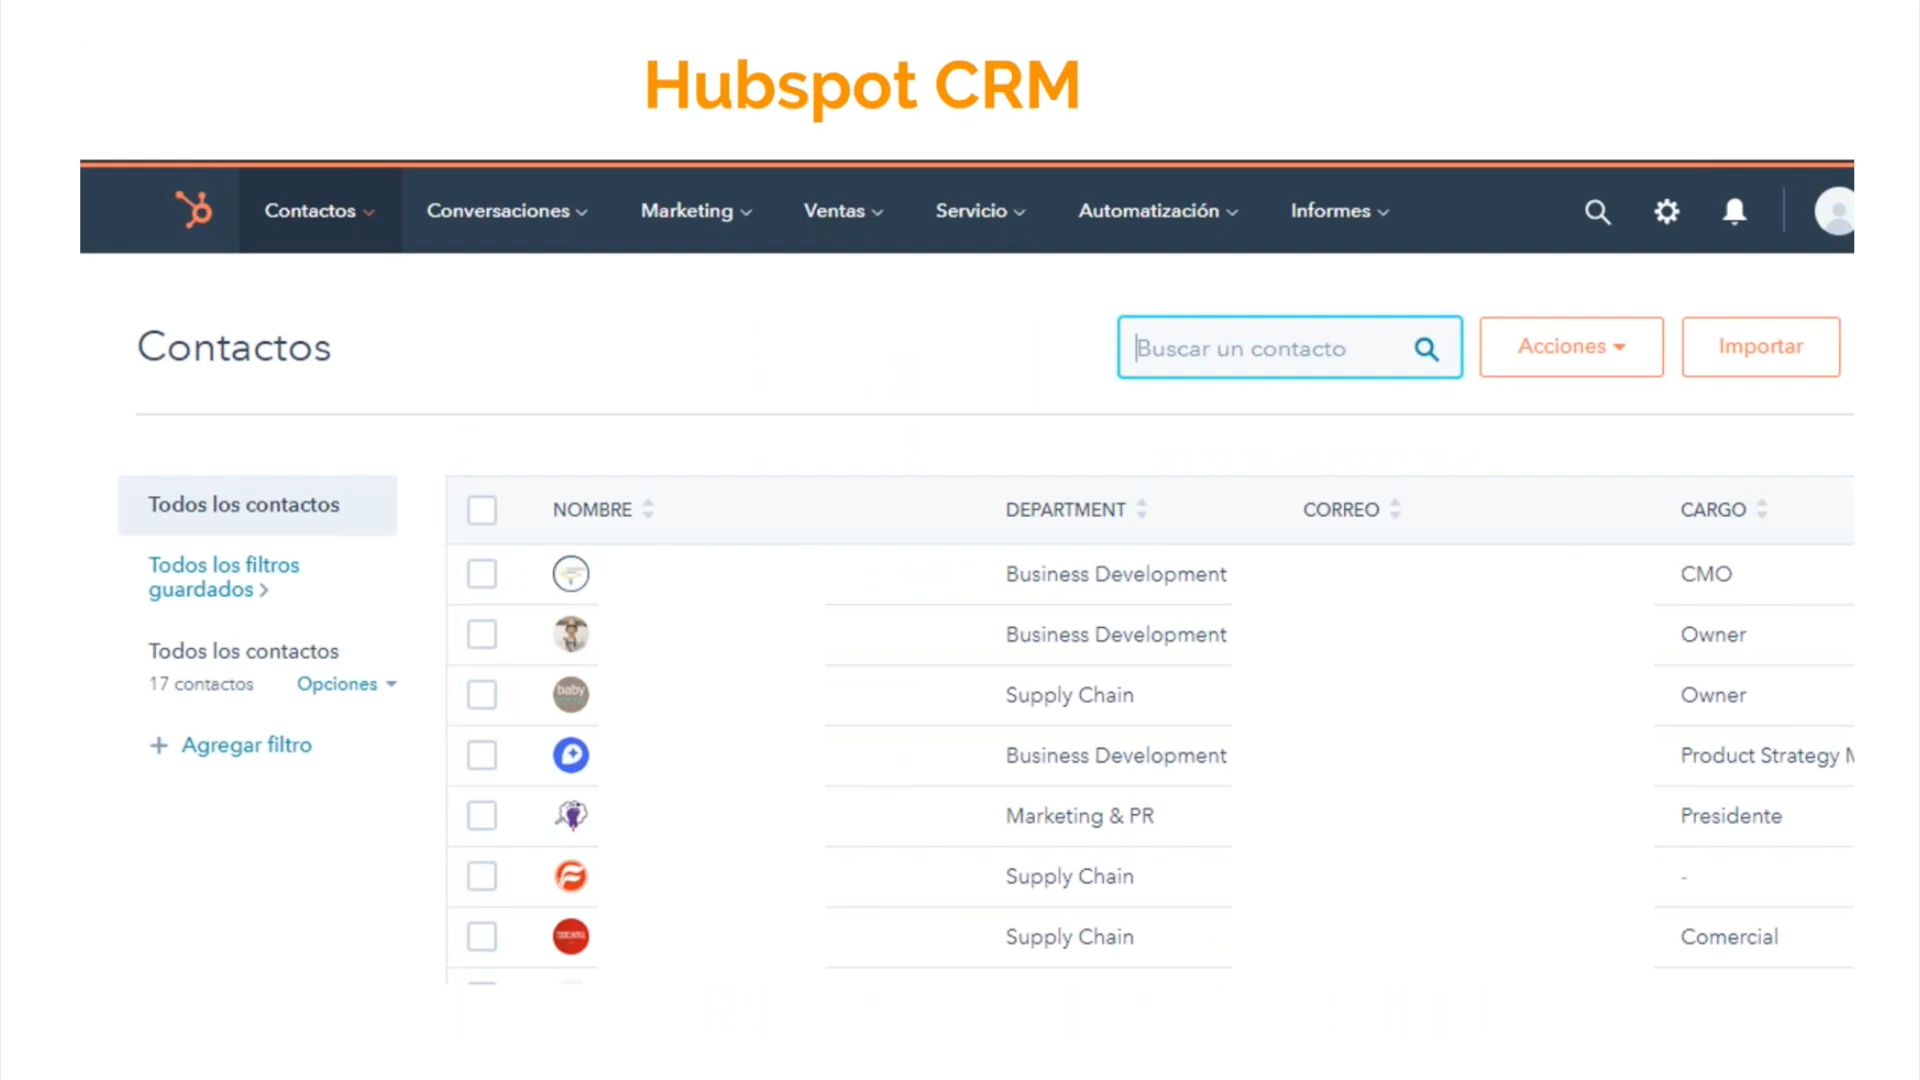 Hubspot CRM
Contactos Conversaciones Marketing Ventas Servicio Automatización Informes
Contactos
Buscar un contacto
Acciones
Importar
Todos los contactos
Todos los filtros
guardados
Todos los contactos
17 contactos Opciones
+ Agregar filtro
NOMBRE DEPARTMENT CORREO CARGO
Business Development CMO
Business Development Owner
baby Supply Chain Owner
Business Development Product Strategy M
Marketing & PR Presidente
Supply Chain -
Supply Chain Comercial